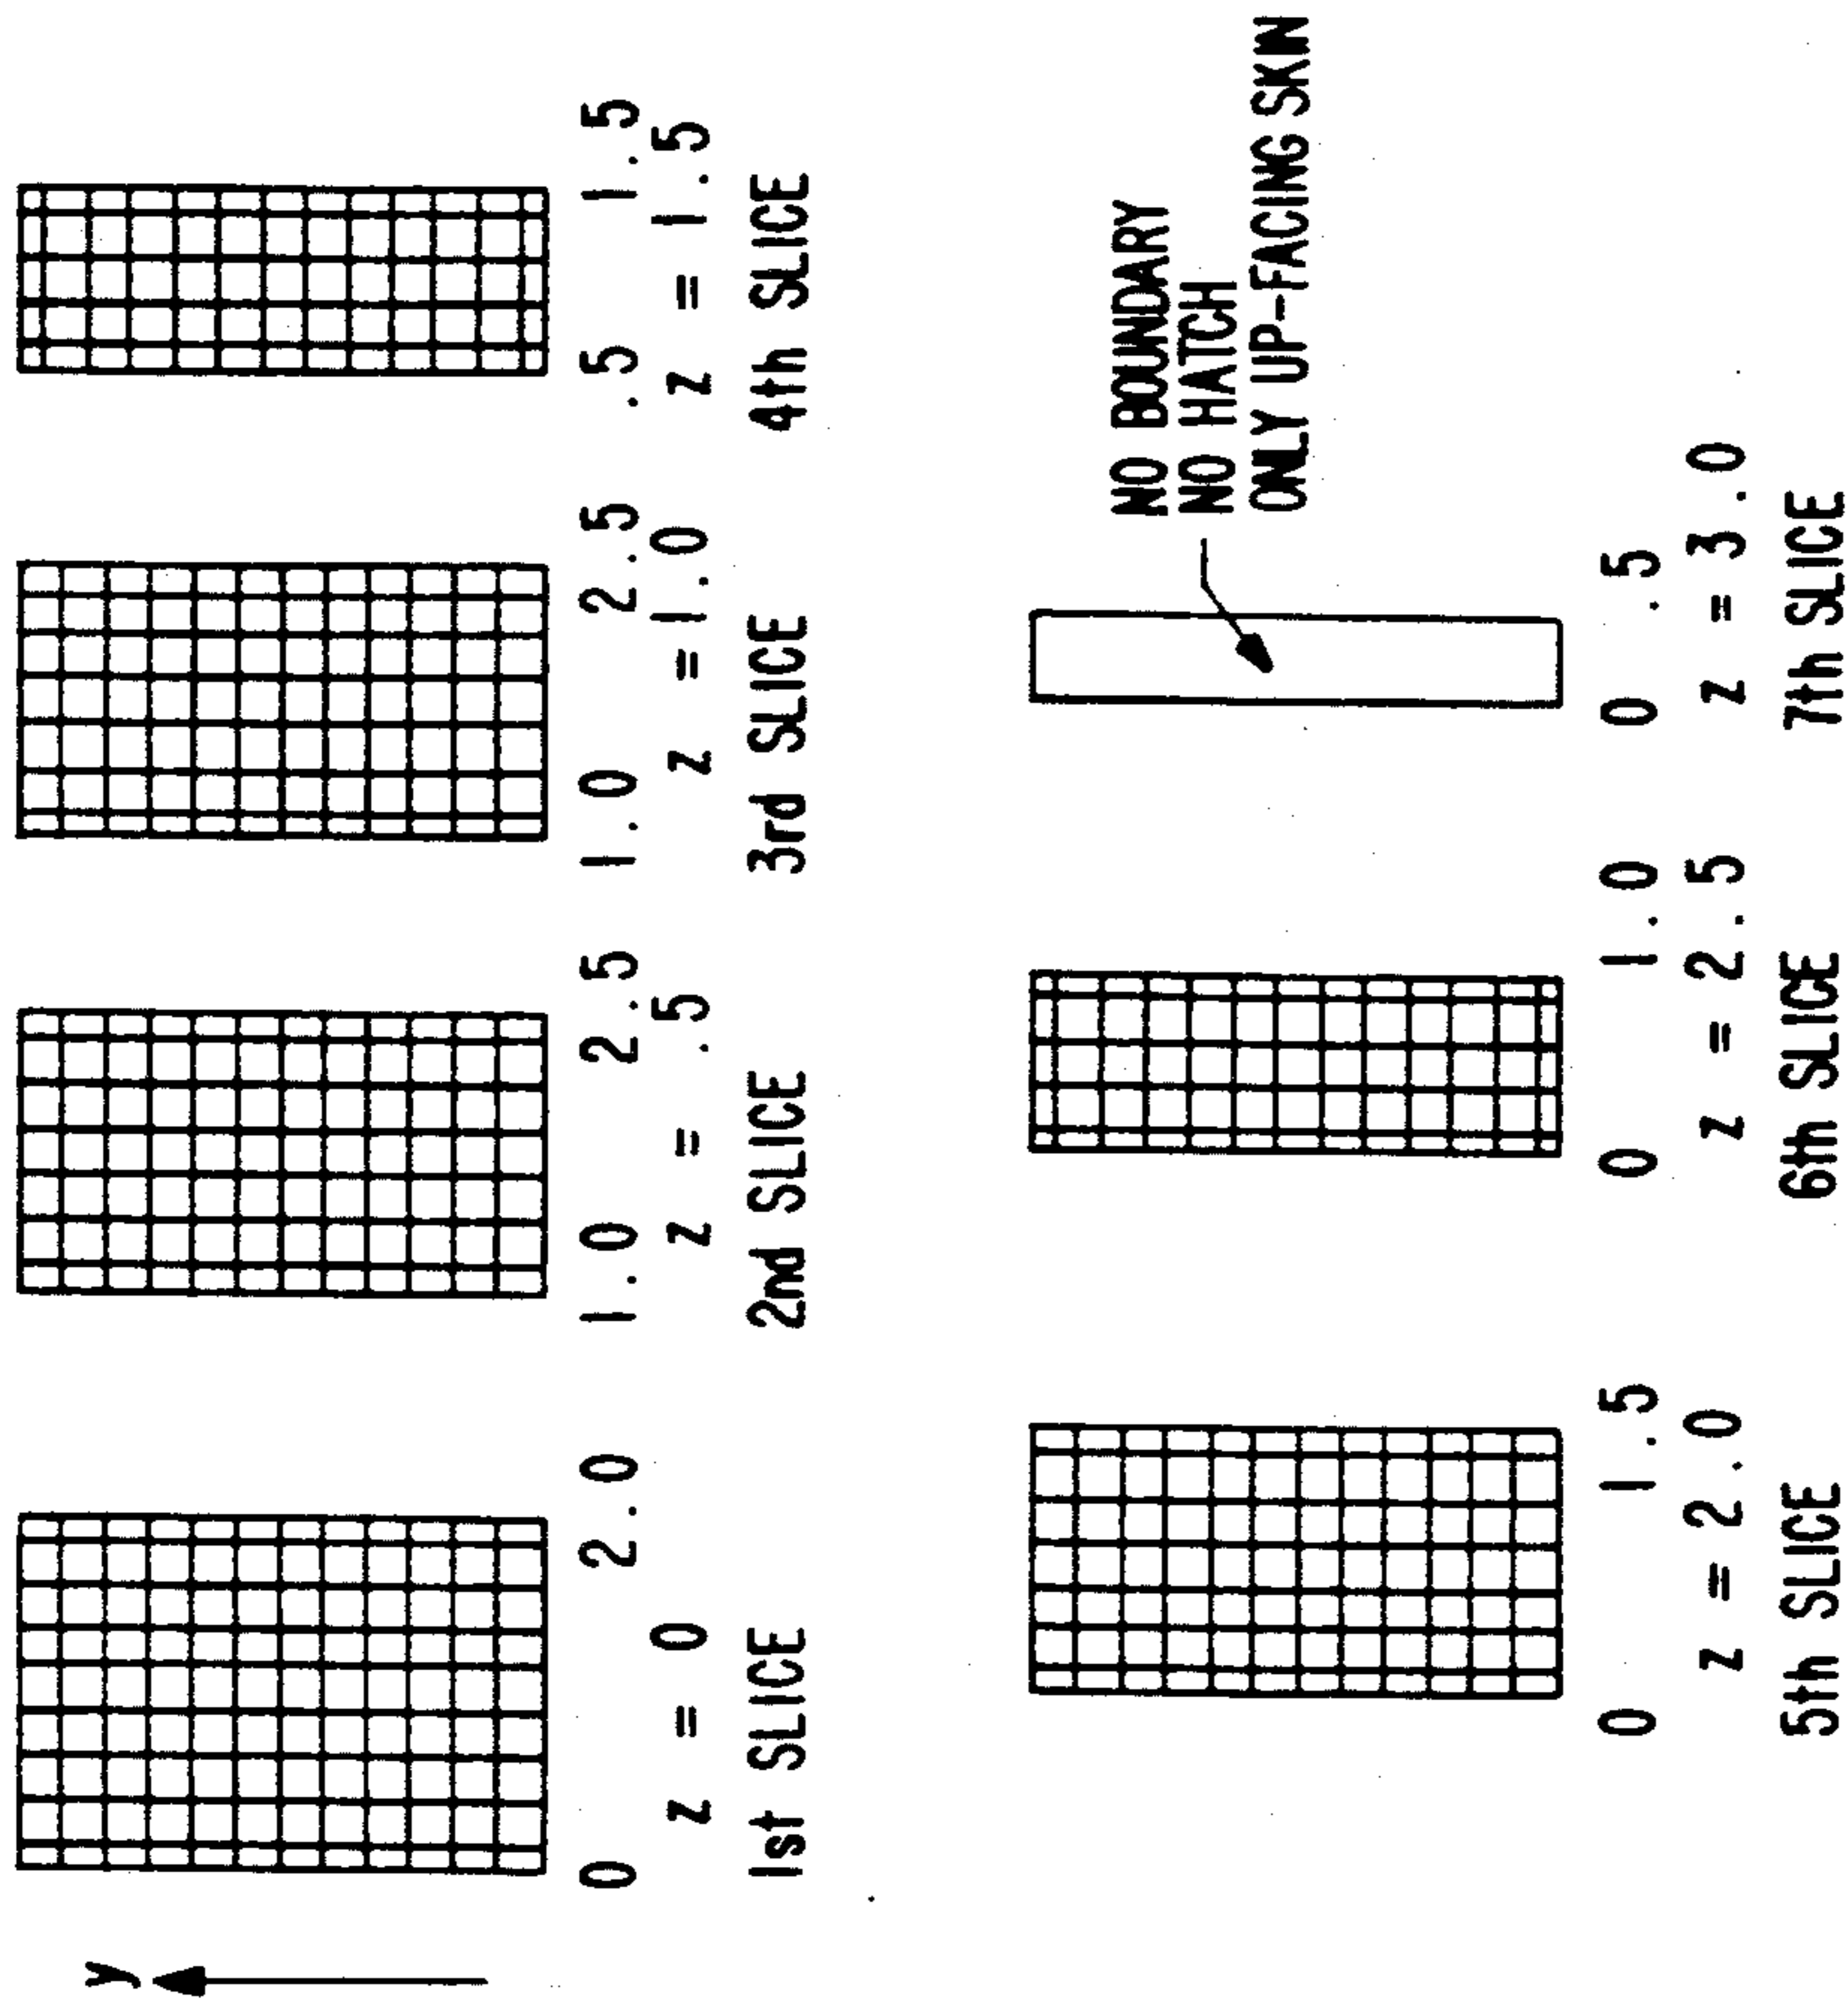 y
0 2.0
z = 0
1st SLICE
1.0 2.5
z = .5
2nd SLICE
1.0 2.5
z = 1.0
3rd SLICE
.5 1.5
z = 1.5
4th SLICE
0 1.5
z = 2.0
5th SLICE
0 1.0
z = 2.5
6th SLICE
NO BOUNDARY
NO HATCH
ONLY UP-FACING SKIN
0 .5
z = 3.0
7th SLICE